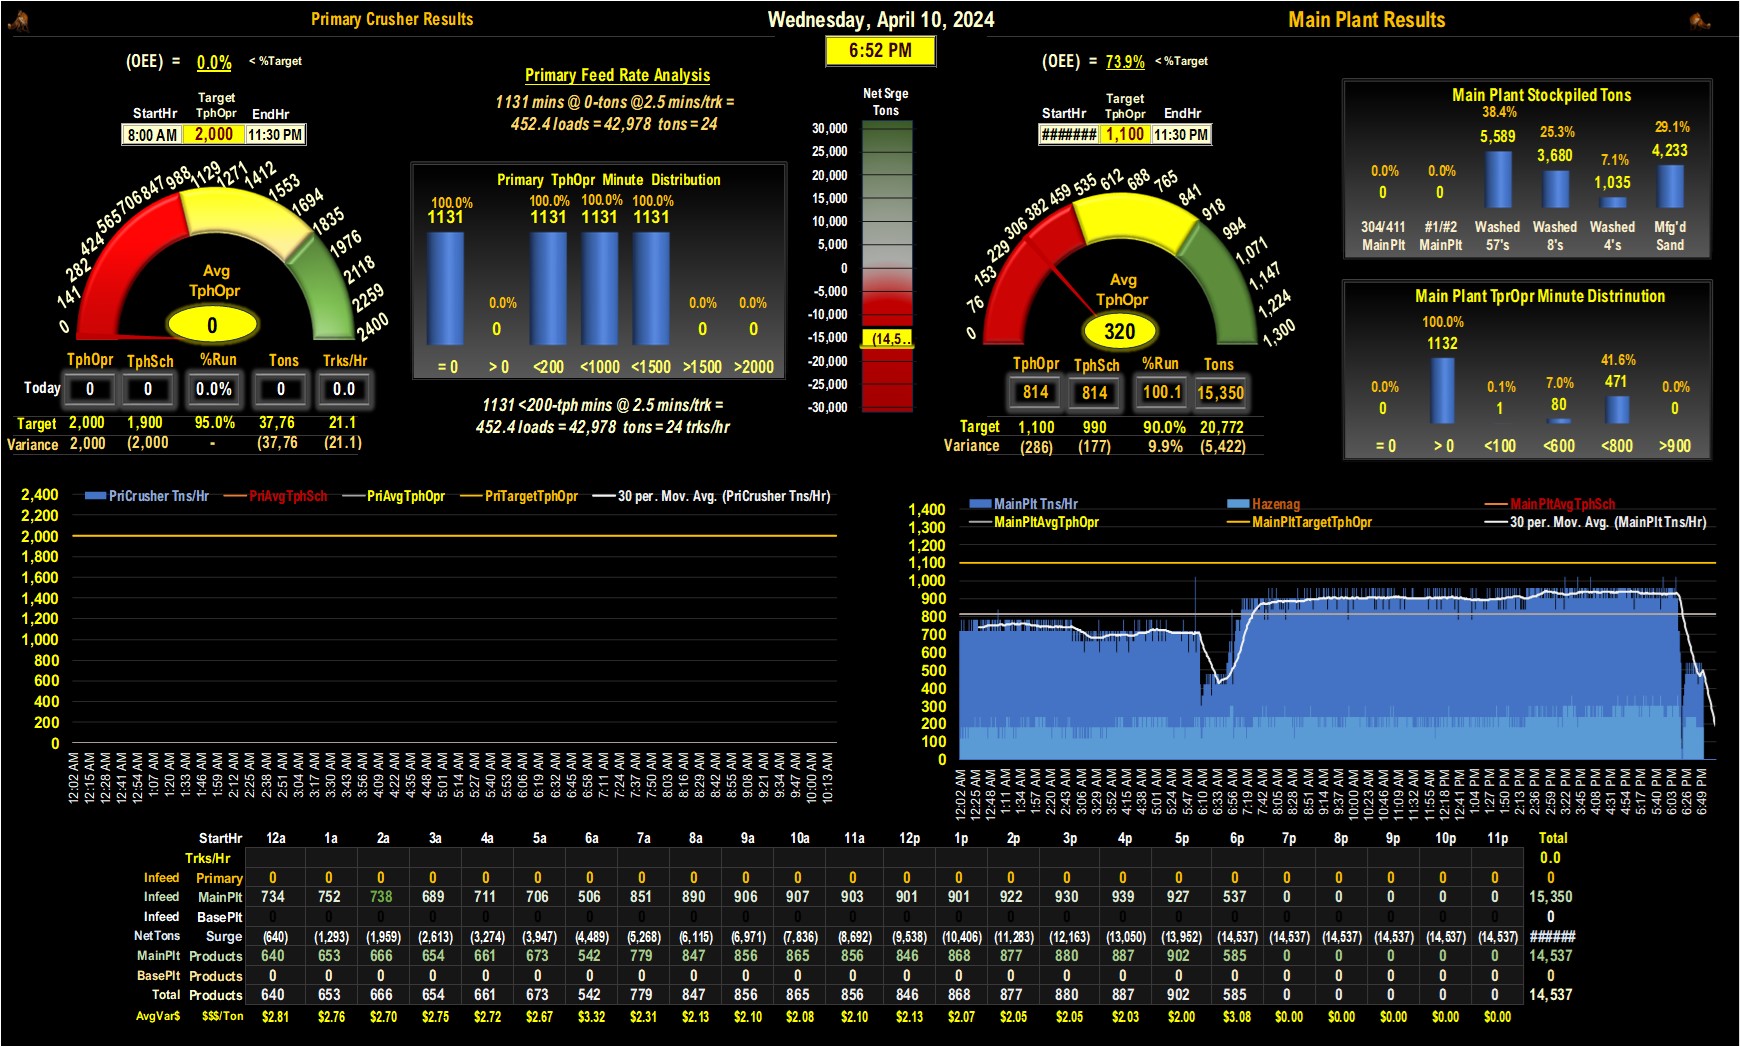 Primary Crusher Results
Wednesday, April 10, 2024
Main Plant Results
6:52 PM
(OEE) = 0.0% < %Target
Target
StartHr TphOpr EndHr
8:00 AM 2,000 11:30 PM
0 141 282 424 565 706 847 988 1129 1271 1412 1553 1694 1835 1976 2118 2259 2400
Avg
TphOpr
0
TphOpr TphSch %Run Tons Trks/Hr
Today 0 0 0.0% 0 0.0
Target 2,000 1,900 95.0% 37,76 21.1
Variance 2,000 (2,000 - (37,76 (21.1)
Primary Feed Rate Analysis
1131 mins @ 0-tons @2.5 mins/trk =
452.4 loads = 42,978 tons = 24
Primary TphOpr Minute Distribution
100.0% 0.0% 100.0% 100.0% 100.0% 0.0% 0.0%
1131 0 1131 1131 1131 0 0
= 0 > 0 <200 <1000 <1500 >1500 >2000
1131 <200-tph mins @ 2.5 mins/trk =
452.4 loads = 42,978 tons = 24 trks/hr
Net Srge
Tons
30,000
25,000
20,000
15,000
10,000
5,000
0
-5,000
-10,000
-15,000
(14,5..
-20,000
-25,000
-30,000
(OEE) = 73.9% < %Target
Target
StartHr TphOpr EndHr
####### 1,100 11:30 PM
0 76 153 229 306 382 459 535 612 688 765 841 918 994 1,071 1,147 1,224 1,300
Avg
TphOpr
320
TphOpr TphSch %Run Tons
814 814 100.1 15,350
Target 1,100 990 90.0% 20,772
Variance (286) (177) 9.9% (5,422)
Main Plant Stockpiled Tons
0.0% 0.0% 38.4% 25.3% 7.1% 29.1%
0 0 5,589 3,680 1,035 4,233
304/411 #1/#2 Washed Washed Washed Mfg'd
MainPlt MainPlt 57's 8's 4's Sand
Main Plant TprOpr Minute Distrinution
0.0% 100.0% 0.1% 7.0% 41.6% 0.0%
0 1132 1 80 471 0
= 0 > 0 <100 <600 <800 >900
PriCrusher Tns/Hr PriAvgTphSch PriAvgTphOpr PriTargetTphOpr 30 per. Mov. Avg. (PriCrusher Tns/Hr)
2,400
2,200
2,000
1,800
1,600
1,400
1,200
1,000
800
600
400
200
0
12:02 AM 12:15 AM 12:28 AM 12:41 AM 12:54 AM 1:07 AM 1:20 AM 1:33 AM 1:46 AM 1:59 AM 2:12 AM 2:25 AM 2:38 AM 2:51 AM 3:04 AM 3:17 AM 3:30 AM 3:43 AM 3:56 AM 4:09 AM 4:22 AM 4:35 AM 4:48 AM 5:01 AM 5:14 AM 5:27 AM 5:40 AM 5:53 AM 6:06 AM 6:19 AM 6:32 AM 6:45 AM 6:58 AM 7:11 AM 7:24 AM 7:37 AM 7:50 AM 8:03 AM 8:16 AM 8:29 AM 8:42 AM 8:55 AM 9:08 AM 9:21 AM 9:34 AM 9:47 AM 10:00 AM 10:13 AM
MainPlt Tns/Hr Hazenag MainPltAvgTphSch
MainPltAvgTphOpr MainPltTargetTphOpr 30 per. Mov. Avg. (MainPlt Tns/Hr)
1,400
1,300
1,200
1,100
1,000
900
800
700
600
500
400
300
200
100
0
12:02 AM 12:25 AM 12:48 AM 1:11 AM 1:34 AM 1:57 AM 2:20 AM 2:43 AM 3:06 AM 3:29 AM 3:52 AM 4:15 AM 4:38 AM 5:01 AM 5:24 AM 5:47 AM 6:10 AM 6:33 AM 6:56 AM 7:19 AM 7:42 AM 8:05 AM 8:28 AM 8:51 AM 9:14 AM 9:37 AM 10:00 AM 10:23 AM 10:46 AM 11:09 AM 11:32 AM 11:55 AM 12:18 PM 12:41 PM 1:04 PM 1:27 PM 1:50 PM 2:13 PM 2:36 PM 2:59 PM 3:22 PM 3:45 PM 4:08 PM 4:31 PM 4:54 PM 5:17 PM 5:40 PM 6:03 PM 6:26 PM 6:49 PM
StartHr 12a 1a 2a 3a 4a 5a 6a 7a 8a 9a 10a 11a 12p 1p 2p 3p 4p 5p 6p 7p 8p 9p 10p 11p Total
Trks/Hr 0.0
Infeed Primary 0 0 0 0 0 0 0 0 0 0 0 0 0 0 0 0 0 0 0 0 0 0 0 0 0
Infeed MainPlt 734 752 738 689 711 706 506 851 890 906 907 903 901 901 922 930 939 927 537 0 0 0 0 0 15,350
Infeed BasePlt 0 0 0 0 0 0 0 0 0 0 0 0 0 0 0 0 0 0 0 0 0 0 0 0 0
NetTons Surge (640) (1,293) (1,959) (2,613) (3,274) (3,947) (4,489) (5,268) (6,115) (6,971) (7,836) (8,692) (9,538) (10,406) (11,283) (12,163) (13,050) (13,952) (14,537) (14,537) (14,537) (14,537) (14,537) (14,537) ######
MainPlt Products 640 653 666 654 661 673 542 779 847 856 865 856 846 868 877 880 887 902 585 0 0 0 0 0 14,537
BasePlt Products 0 0 0 0 0 0 0 0 0 0 0 0 0 0 0 0 0 0 0 0 0 0 0 0 0
Total Products 640 653 666 654 661 673 542 779 847 856 865 856 846 868 877 880 887 902 585 0 0 0 0 0 14,537
AvgVar$ $$$/Ton $2.81 $2.76 $2.70 $2.75 $2.72 $2.67 $3.32 $2.31 $2.13 $2.10 $2.08 $2.10 $2.13 $2.07 $2.05 $2.05 $2.03 $2.00 $3.08 $0.00 $0.00 $0.00 $0.00 $0.00